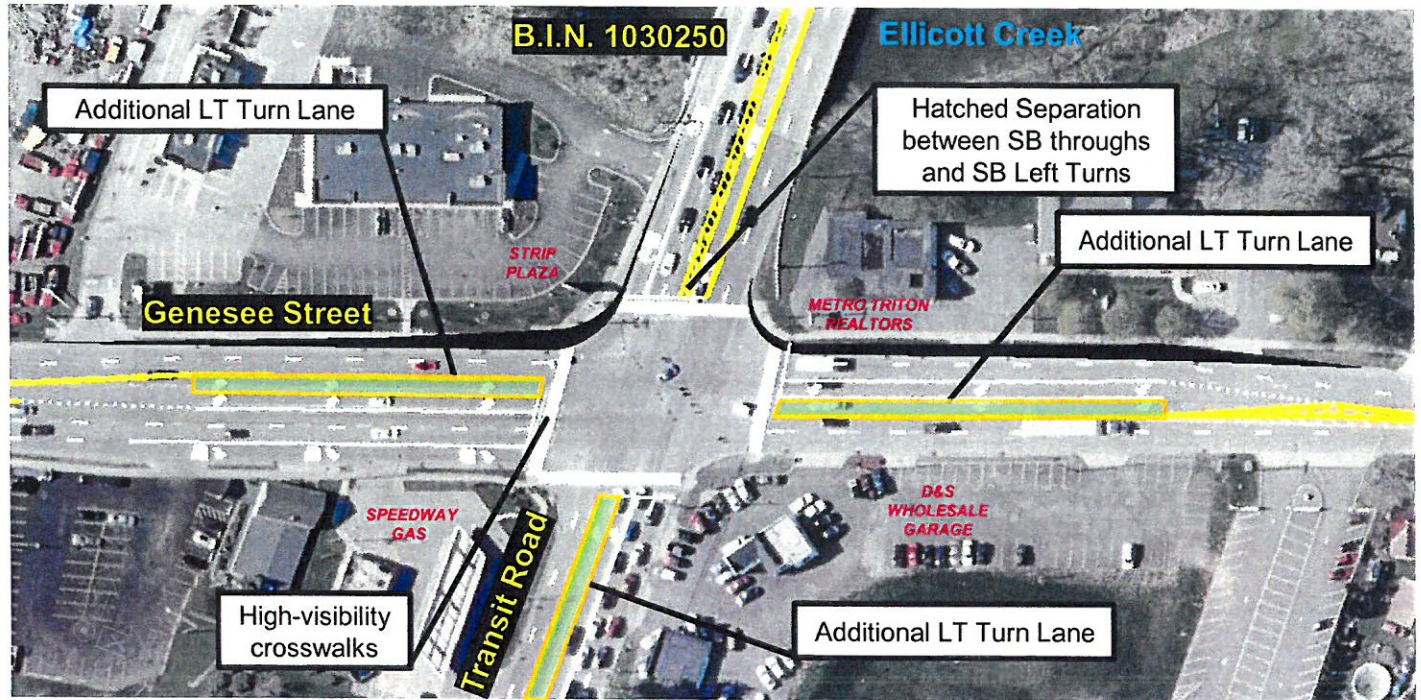 B.I.N. 1030250
Ellicott Creek
Additional LT Turn Lane
Hatched Separation
between SB throughs
and SB Left Turns
Additional LT Turn Lane
STRIP
PLAZA
METRO TRITON
REALTORS
Genesee Street
SPEEDWAY
GAS
D&S
WHOLESALE
GARAGE
Transit Road
High-visibility
crosswalks
Additional LT Turn Lane